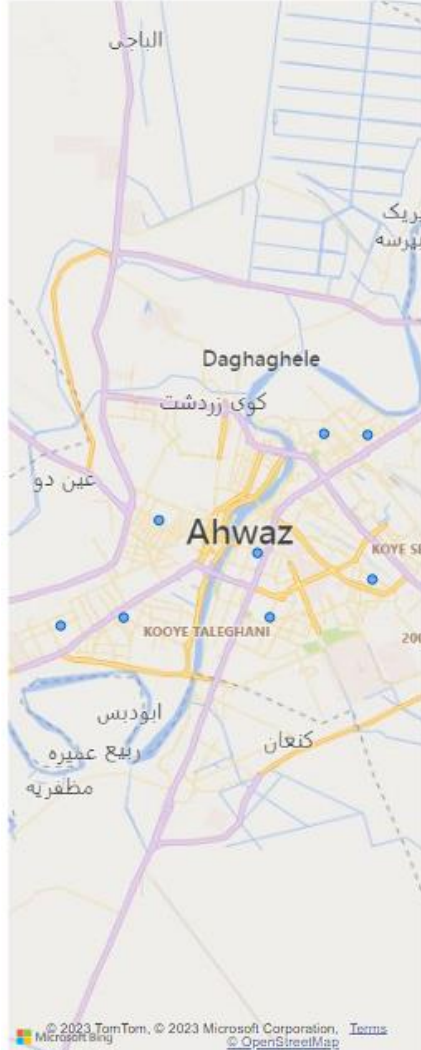 الباجی
Daghaghele
کوی زردشت
عین دو
Ahwaz
KOOYE TALEGHANI
ابودبس
ربیع عمیره
کنعان
مظفریه
© 2023 TomTom, © 2023 Microsoft Corporation, Terms
Microsoft Bing
© OpenStreetMap